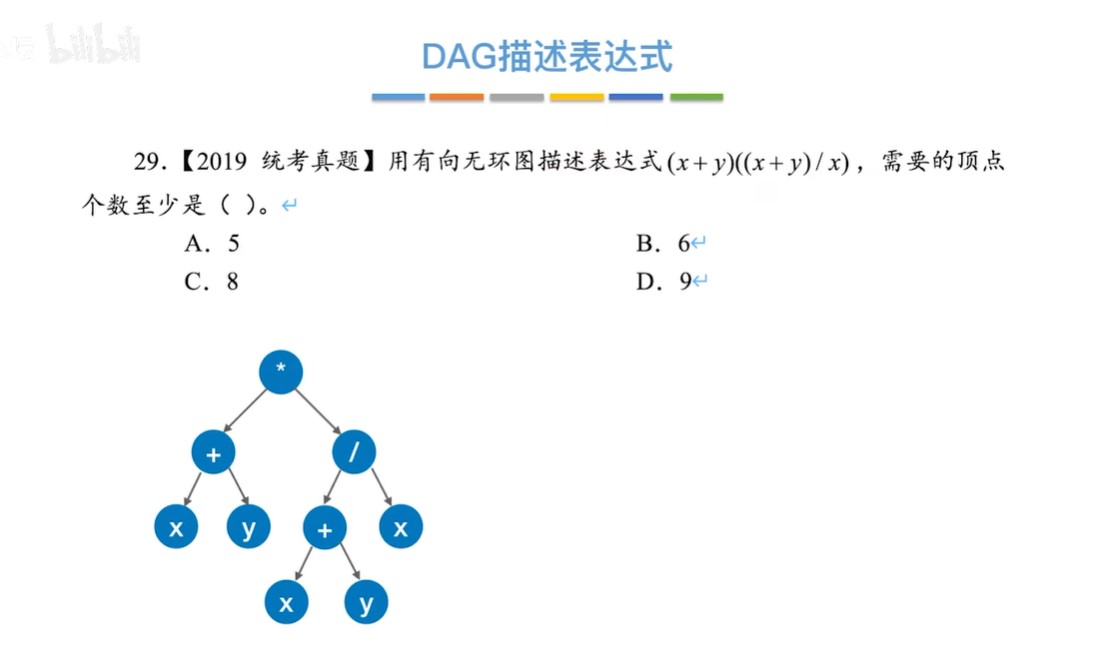 bilibili
DAG描述表达式
29.【2019 统考真题】用有向无环图描述表达式(x+y)((x+y)/x)，需要的顶点
个数至少是（ ）。↵
A．5
B．6↵
C．8
D．9↵
*
+
/
x
y
+
x
x
y